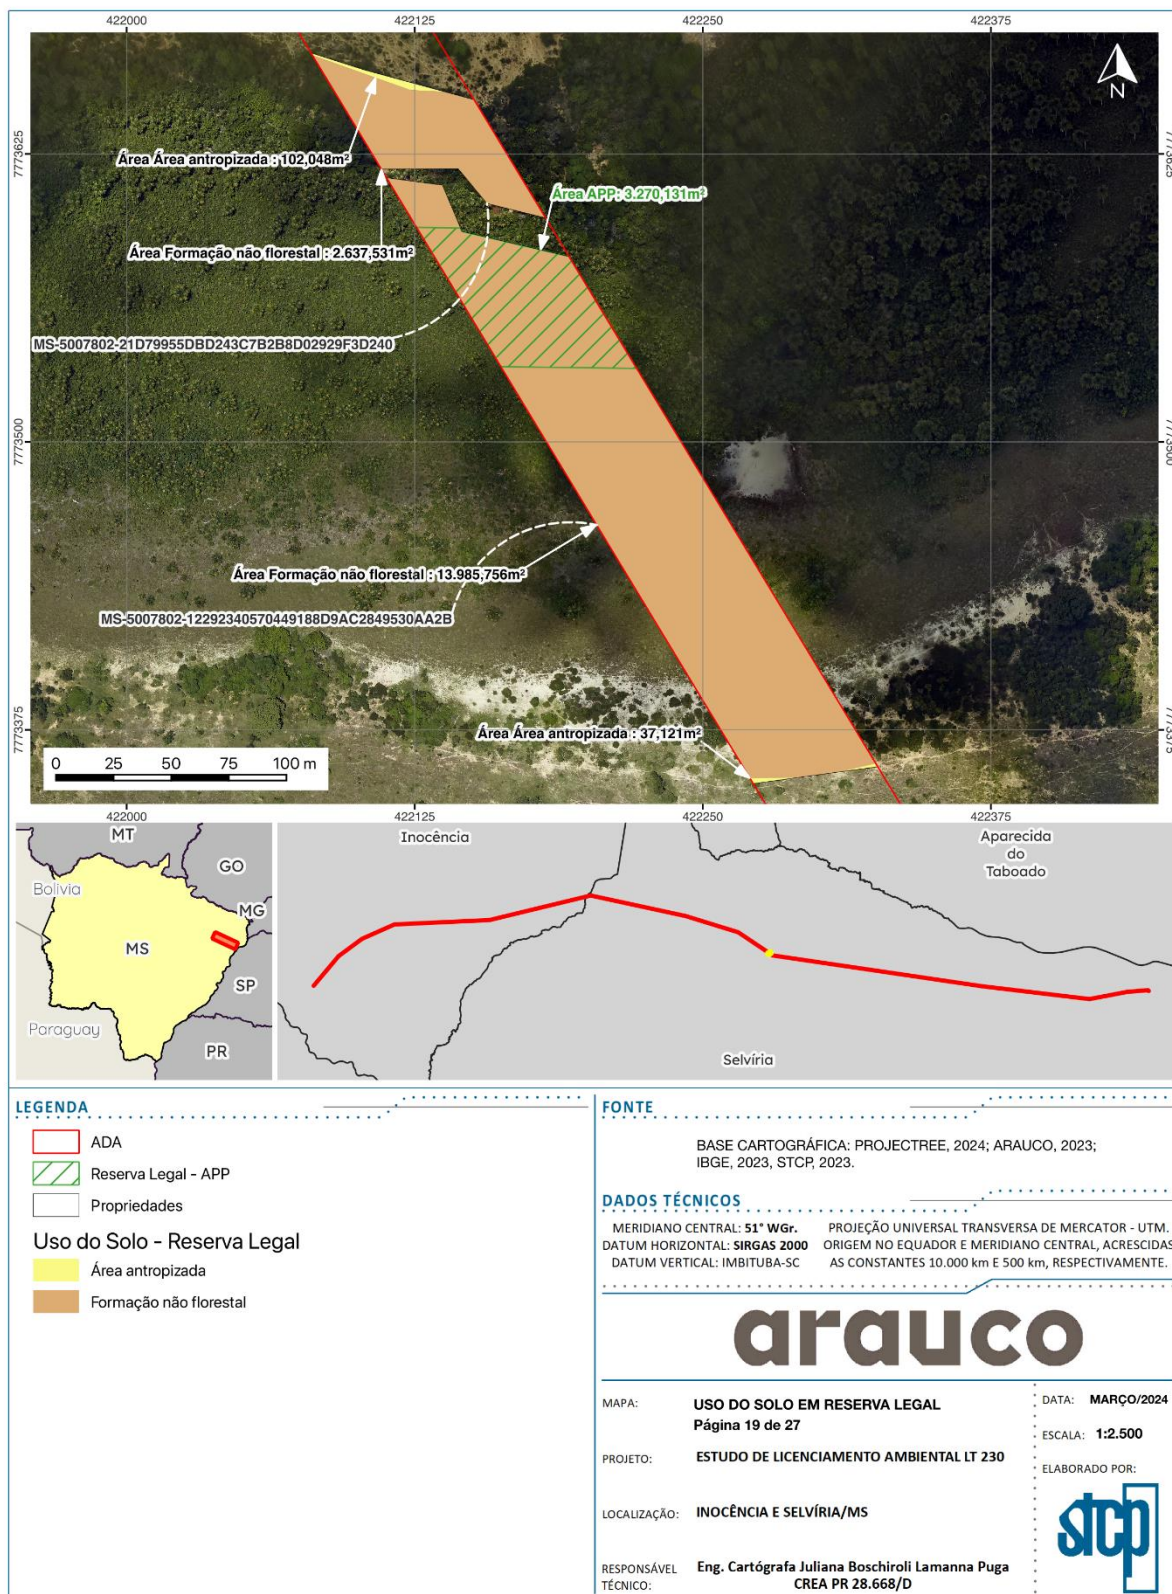 422000
422125
422250
422375
N
7773625
7773625
Área Área antropizada : 102,048m²
Área APP: 3.270,131m²
Área Formação não florestal : 2.637,531m²
MS-5007802-21D79955DBD243C7B2B8D02929F3D240
7773500
7773500
Área Formação não florestal : 13.985,756m²
MS-5007802-12292340570449188D9AC2849530AA2B
7773375
7773375
Área Área antropizada : 37,121m²
0 25 50 75 100 m
422000
422125
422250
422375
MT
GO
Bolivia
MG
MS
SP
Paraguay
PR
Inocência
Aparecida
do
Taboado
Selvíria
LEGENDA
ADA
Reserva Legal - APP
Propriedades
Uso do Solo - Reserva Legal
Área antropizada
Formação não florestal
FONTE
BASE CARTOGRÁFICA: PROJECTREE, 2024; ARAUCO, 2023;
IBGE, 2023, STCP, 2023.
DADOS TÉCNICOS
MERIDIANO CENTRAL: 51° WGr.
DATUM HORIZONTAL: SIRGAS 2000
DATUM VERTICAL: IMBITUBA-SC
PROJEÇÃO UNIVERSAL TRANSVERSA DE MERCATOR - UTM.
ORIGEM NO EQUADOR E MERIDIANO CENTRAL, ACRESCIDAS
AS CONSTANTES 10.000 km E 500 km, RESPECTIVAMENTE.
arauco
MAPA: USO DO SOLO EM RESERVA LEGAL
Página 19 de 27
PROJETO: ESTUDO DE LICENCIAMENTO AMBIENTAL LT 230
LOCALIZAÇÃO: INOCÊNCIA E SELVÍRIA/MS
RESPONSÁVEL
TÉCNICO:
Eng. Cartógrafa Juliana Boschiroli Lamanna Puga
CREA PR 28.668/D
DATA: MARÇO/2024
ESCALA: 1:2.500
ELABORADO POR:
stcp